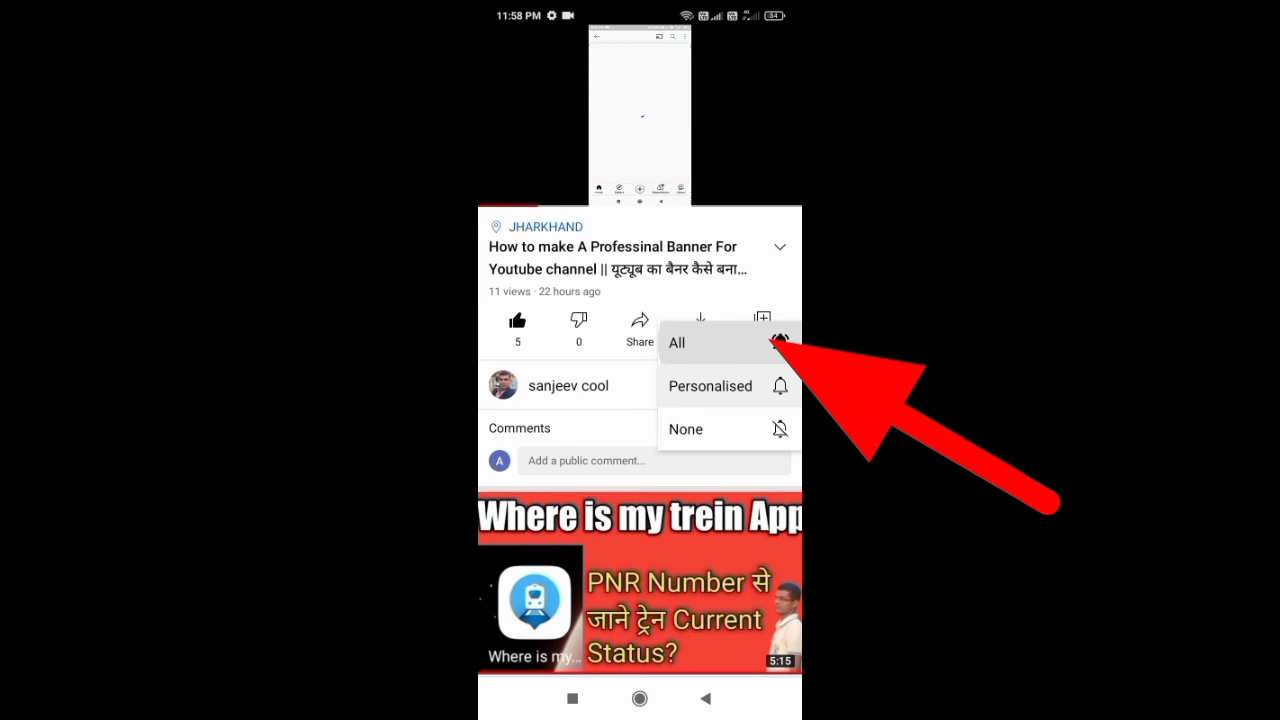 11:58 PM
34
JHARKHAND
How to make A Professinal Banner For
Youtube channel || यूट्यूब का बैनर कैसे बना...
11 views · 22 hours ago
5
0
Share
All
sanjeev cool
Personalised
Comments
None
A
Add a public comment...
Where is my trein App
PNR Number से
जाने ट्रेन Current
Status?
Where is my...
5:15